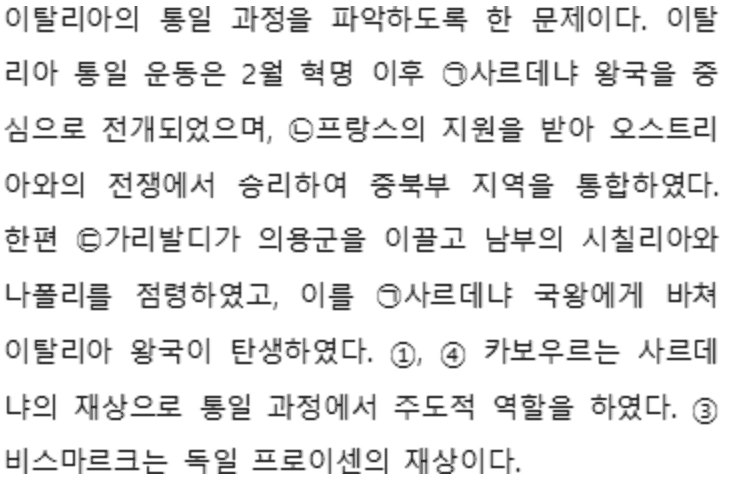 이탈리아의 통일 과정을 파악하도록 한 문제이다. 이탈
리아 통일 운동은 2월 혁명 이후 ㉠사르데냐 왕국을 중
심으로 전개되었으며, ㉡프랑스의 지원을 받아 오스트리
아와의 전쟁에서 승리하여 중북부 지역을 통합하였다.
한편 ㉢가리발디가 의용군을 이끌고 남부의 시칠리아와
나폴리를 점령하였고, 이를 ㉠사르데냐 국왕에게 바쳐
이탈리아 왕국이 탄생하였다. ①, ④ 카보우르는 사르데
냐의 재상으로 통일 과정에서 주도적 역할을 하였다. ③
비스마르크는 독일 프로이센의 재상이다.